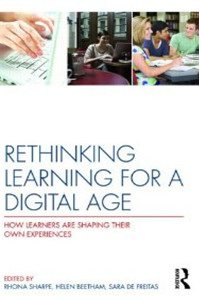 RETHINKING
LEARNING FOR A
DIGITAL AGE
HOW LEARNERS ARE SHAPING THEIR
OWN EXPERIENCES
EDITED BY
RHONA SHARPE, HELEN BEETHAM, SARA DE FREITAS